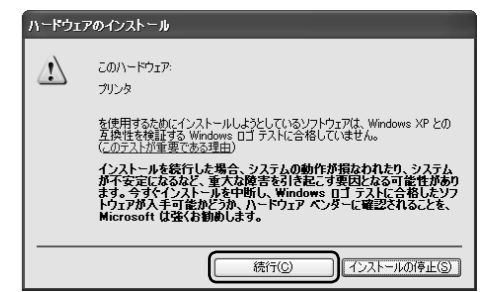 ハードウェアのインストール
このハードウェア:
プリンタ
を使用するためにインストールしようとしているソフトウェアは、Windows XP との
互換性を検証する Windows ロゴ テストに合格していません。
(このテストが重要である理由)
インストールを続行した場合、システムの動作が損なわれたり、システム
が不安定になるなど、重大な障害を引き起こす要因となる可能性があり
ます。今すぐインストールを中断し、Windows ロゴ テストに合格したソフ
トウェアが入手可能かどうか、ハードウェア ベンダーに確認されることを、
Microsoft は強くお勧めします。
続行(C)
インストールの停止(S)